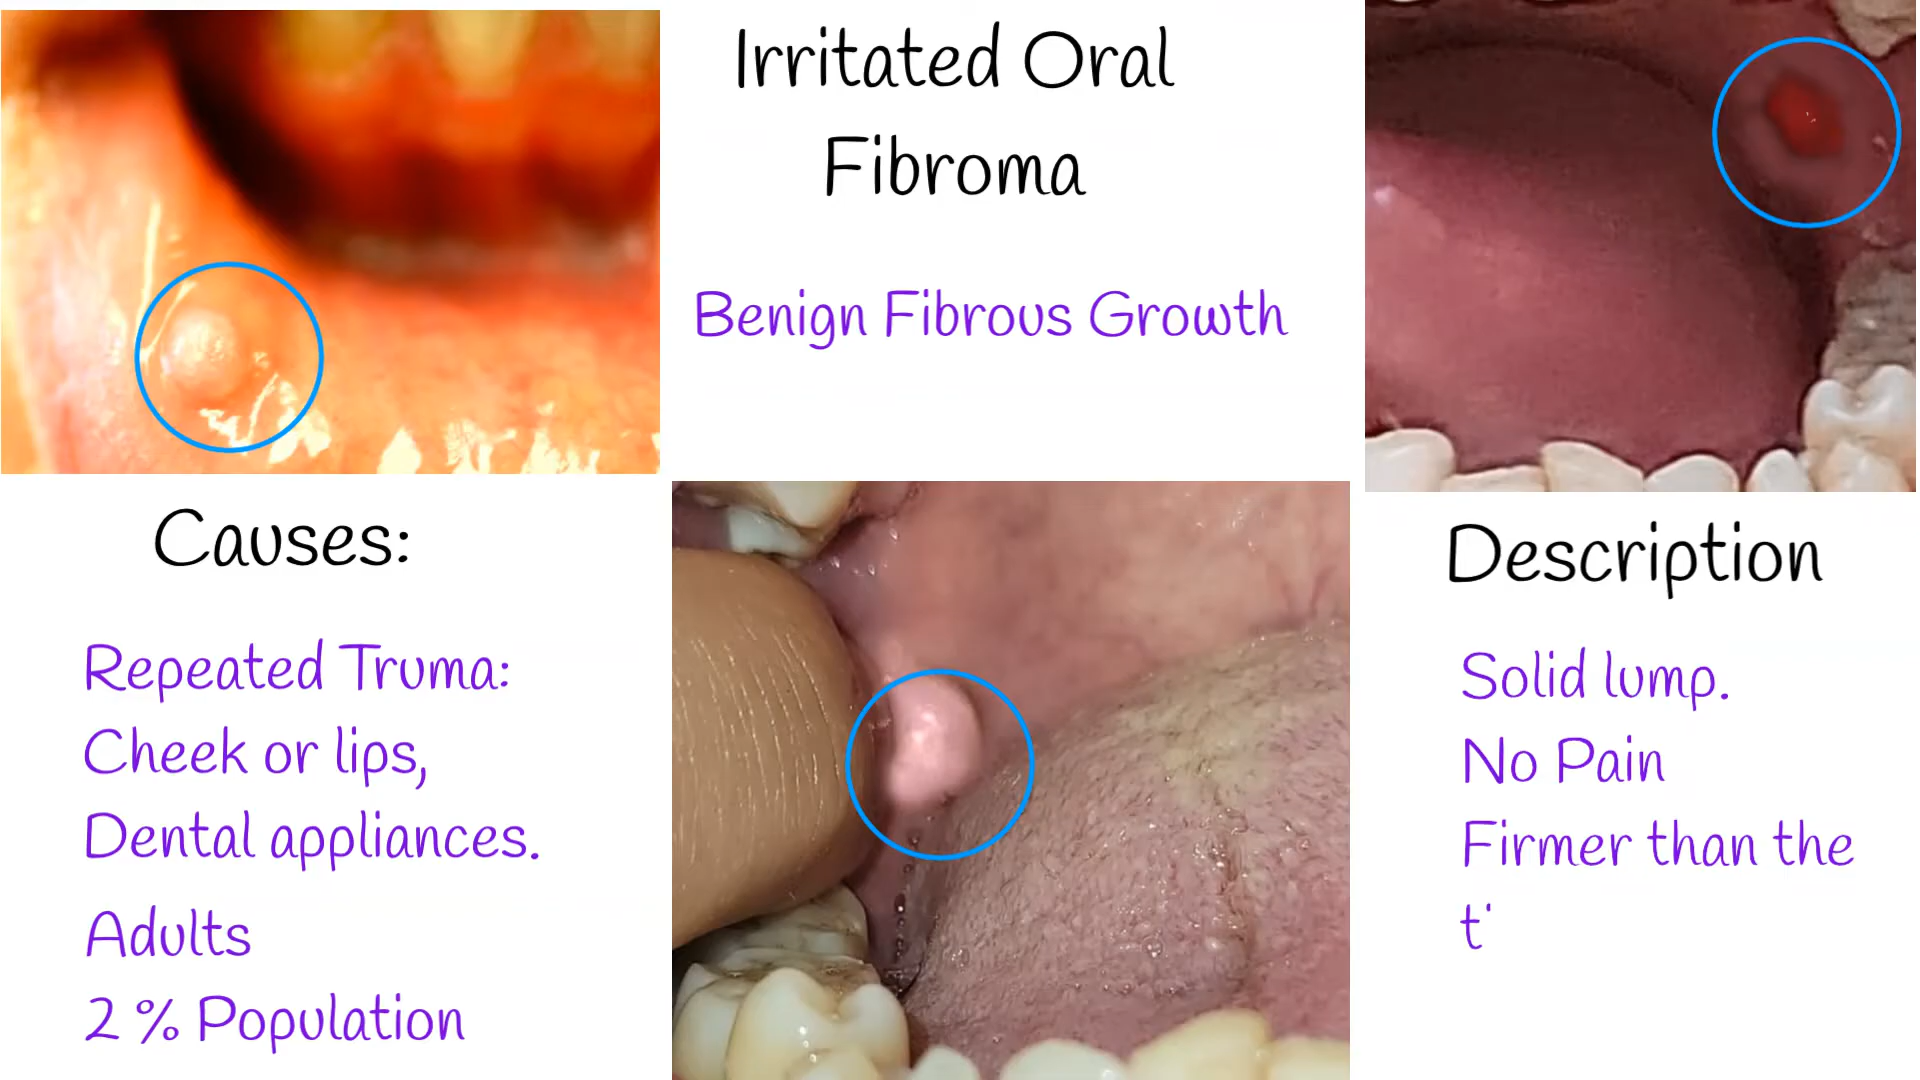 Irritated Oral
Fibroma
Benign Fibrous Growth
Causes:
Repeated Truma:
Cheek or lips,
Dental appliances.
Adults
2 % Population
Description
Solid lump.
No Pain
Firmer than the
t'